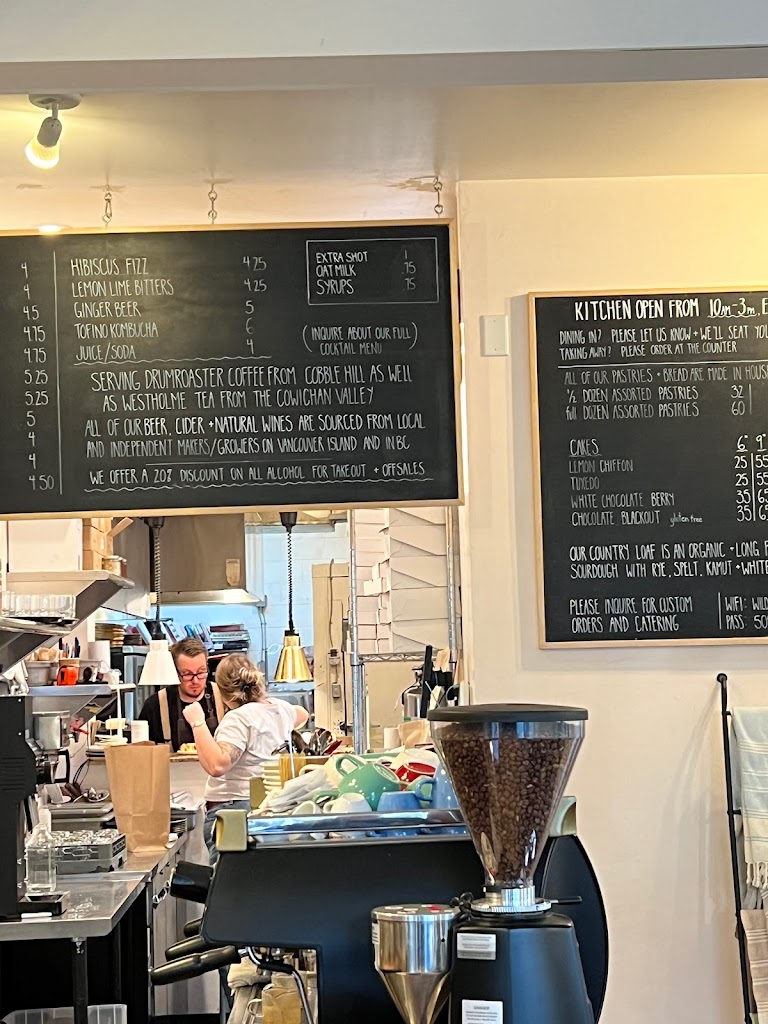 4
4
4.5
4.75
4.75
5.25
5.25
5
4
4
4.50
HIBISCUS FIZZ 4.25
LEMON LIME BITTERS 4.25
GINGER BEER 5
TOFINO KOMBUCHA 6
JUICE/SODA 4
EXTRA SHOT 1
OAT MILK .75
SYRUPS .75
(INQUIRE ABOUT OUR FULL
COCKTAIL MENU)
SERVING DRUMROASTER COFFEE FROM COBBLE HILL AS WELL
AS WESTHOLME TEA FROM THE COWICHAN VALLEY
ALL OF OUR BEER, CIDER + NATURAL WINES ARE SOURCED FROM LOCAL
AND INDEPENDENT MAKERS/GROWERS ON VANCOUVER ISLAND AND IN BC
WE OFFER A 20% DISCOUNT ON ALL ALCOHOL FOR TAKEOUT + OFFSALES
KITCHEN OPEN FROM 10AM-3PM, E
DINING IN? PLEASE LET US KNOW + WE'LL SEAT YOU
TAKING AWAY? PLEASE ORDER AT THE COUNTER
ALL OF OUR PASTRIES + BREAD ARE MADE IN HOUSE
1/2 DOZEN ASSORTED PASTRIES 32
full DOZEN ASSORTED PASTRIES 60
CAKES 6" 9"
LEMON CHIFFON 25 | 55
TUXEDO 25 | 55
WHITE CHOCOLATE BERRY 35 | 65
CHOCOLATE BLACKOUT gluten free 35 | 65
OUR COUNTRY LOAF IS AN ORGANIC + LONG F
SOURDOUGH WITH RYE, SPELT, KAMUT + WHITE
PLEASE INQUIRE FOR CUSTOM
ORDERS AND CATERING
WIFI: WILD
PASS: 50